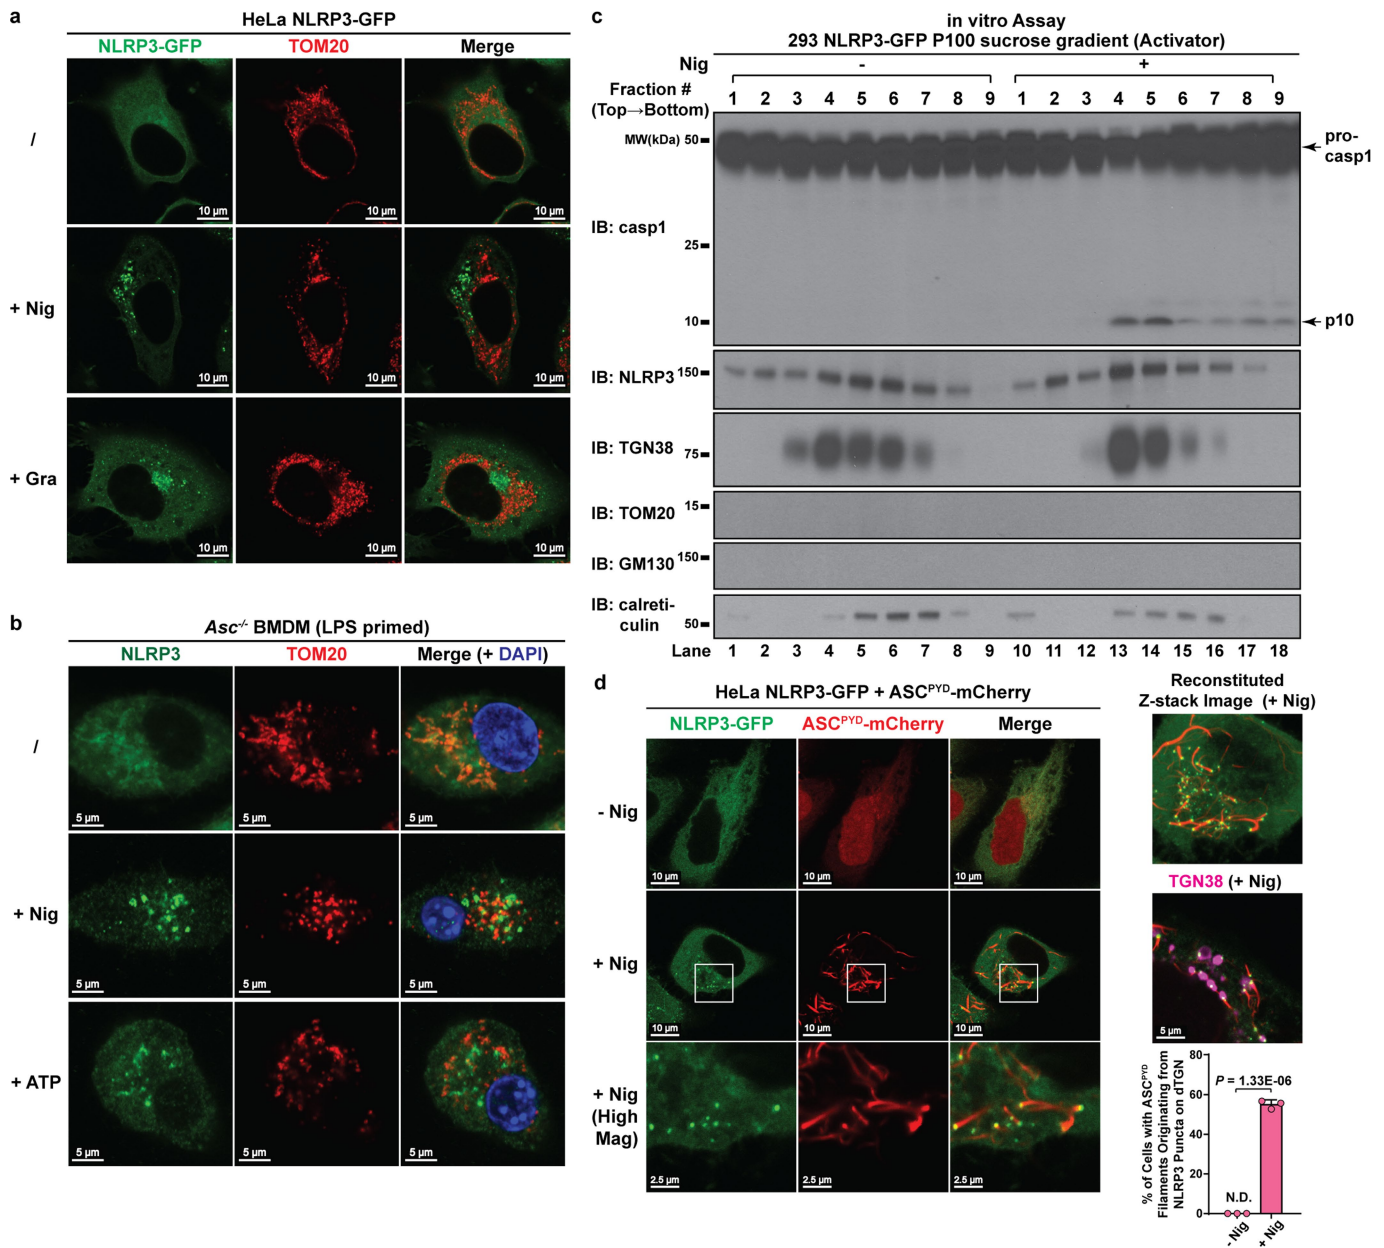 a
HeLa NLRP3-GFP
NLRP3-GFP TOM20 Merge
/
10 µm 10 µm 10 µm
+ Nig
10 µm 10 µm 10 µm
+ Gra
10 µm 10 µm 10 µm
b
Asc-/- BMDM (LPS primed)
NLRP3 TOM20 Merge (+ DAPI)
/
5 µm 5 µm 5 µm
+ Nig
5 µm 5 µm 5 µm
+ ATP
5 µm 5 µm 5 µm
c
in vitro Assay
293 NLRP3-GFP P100 sucrose gradient (Activator)
Nig - +
Fraction #
(Top→Bottom)
1 2 3 4 5 6 7 8 9 1 2 3 4 5 6 7 8 9
MW(kDa) 50
pro-
casp1
IB: casp1
25
10
p10
IB: NLRP3 150
IB: TGN38 75
IB: TOM20 15
IB: GM130 150
IB: calreti-
culin 50
Lane 1 2 3 4 5 6 7 8 9 10 11 12 13 14 15 16 17 18
d
HeLa NLRP3-GFP + ASCPYD-mCherry
NLRP3-GFP ASCPYD-mCherry Merge
- Nig
10 µm 10 µm 10 µm
+ Nig
10 µm 10 µm 10 µm
+ Nig
(High
Mag)
2.5 µm 2.5 µm 2.5 µm
Reconstituted
Z-stack Image (+ Nig)
TGN38 (+ Nig)
5 µm
% of Cells with ASCPYD
Filaments Originating from
NLRP3 Puncta on dTGN
80
60
40
20
0
P = 1.33E-06
N.D.
- Nig + Nig